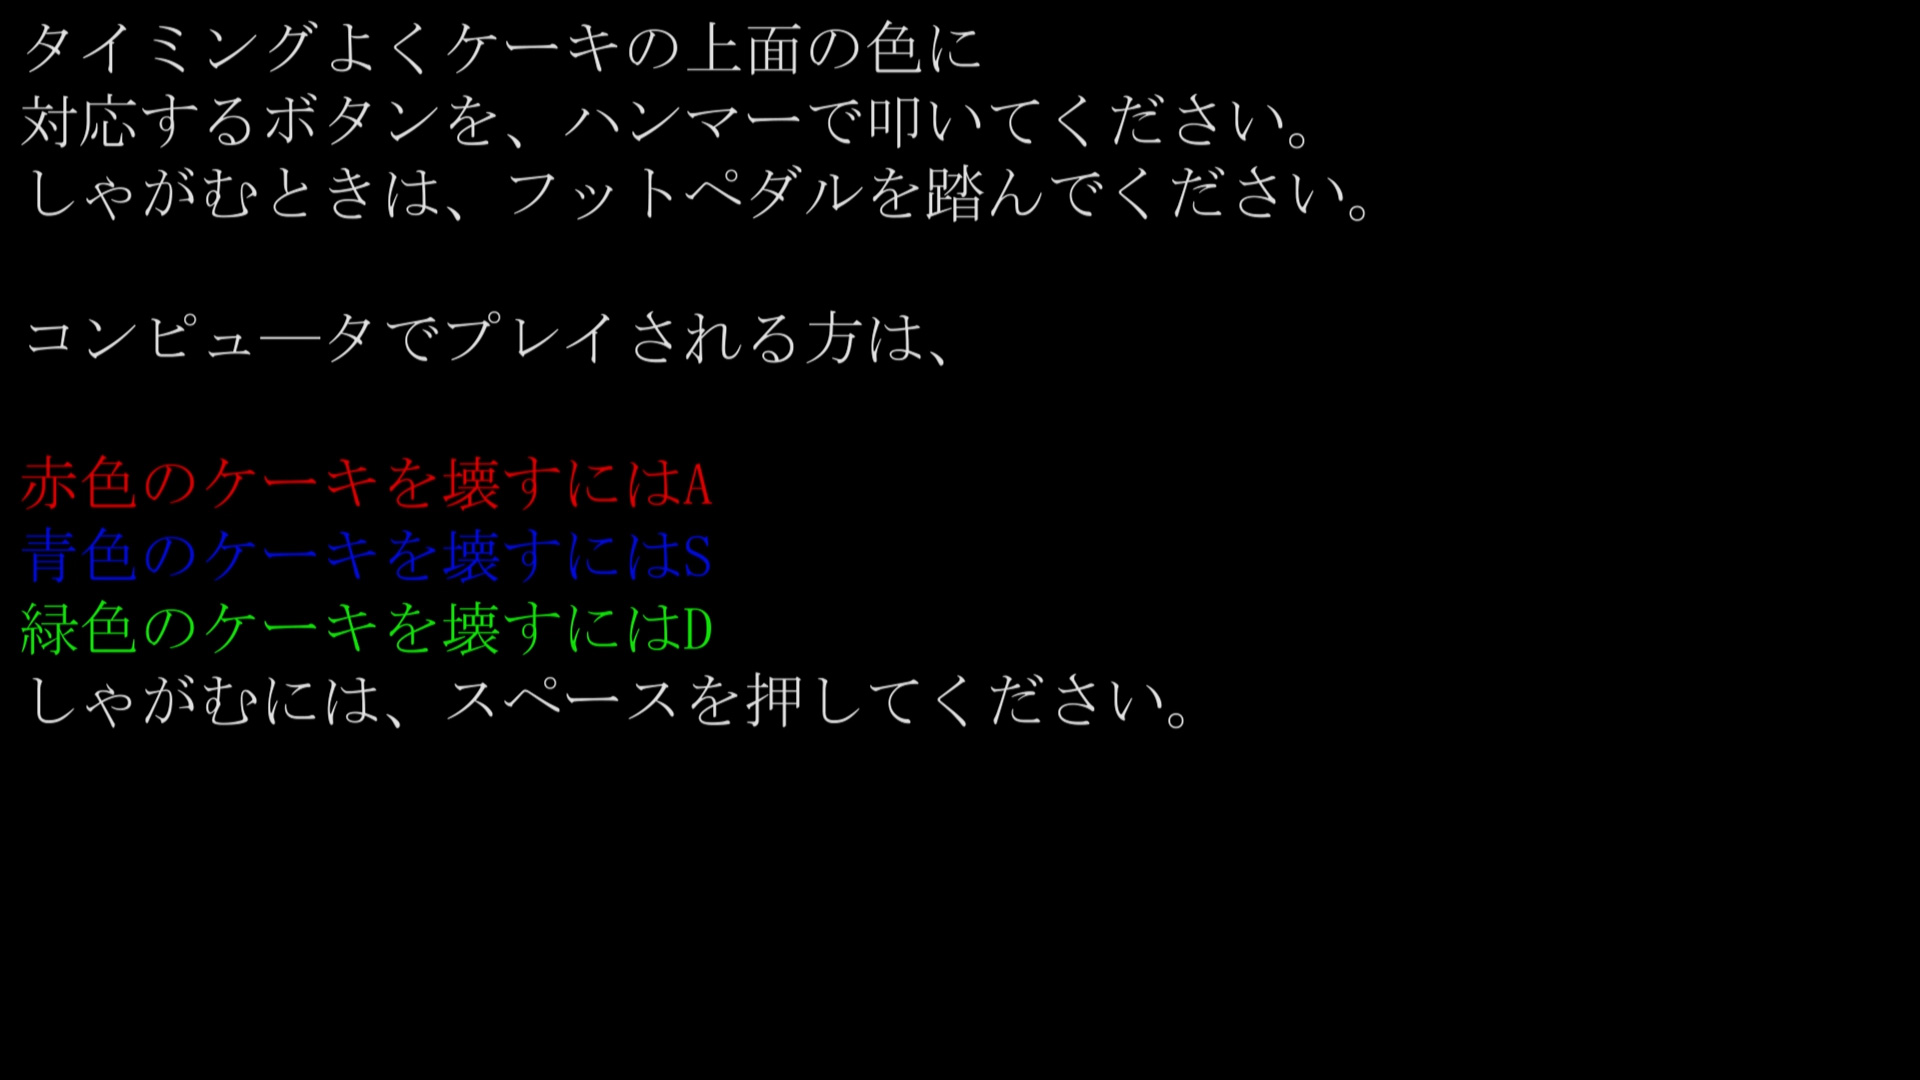 タイミングよくケーキの上面の色に
対応するボタンを、ハンマーで叩いてください。
しゃがむときは、フットペダルを踏んでください。
コンピュ―タでプレイされる方は、
赤色のケーキを壊すにはA
青色のケーキを壊すにはS
緑色のケーキを壊すにはD
しゃがむには、スペースを押してください。